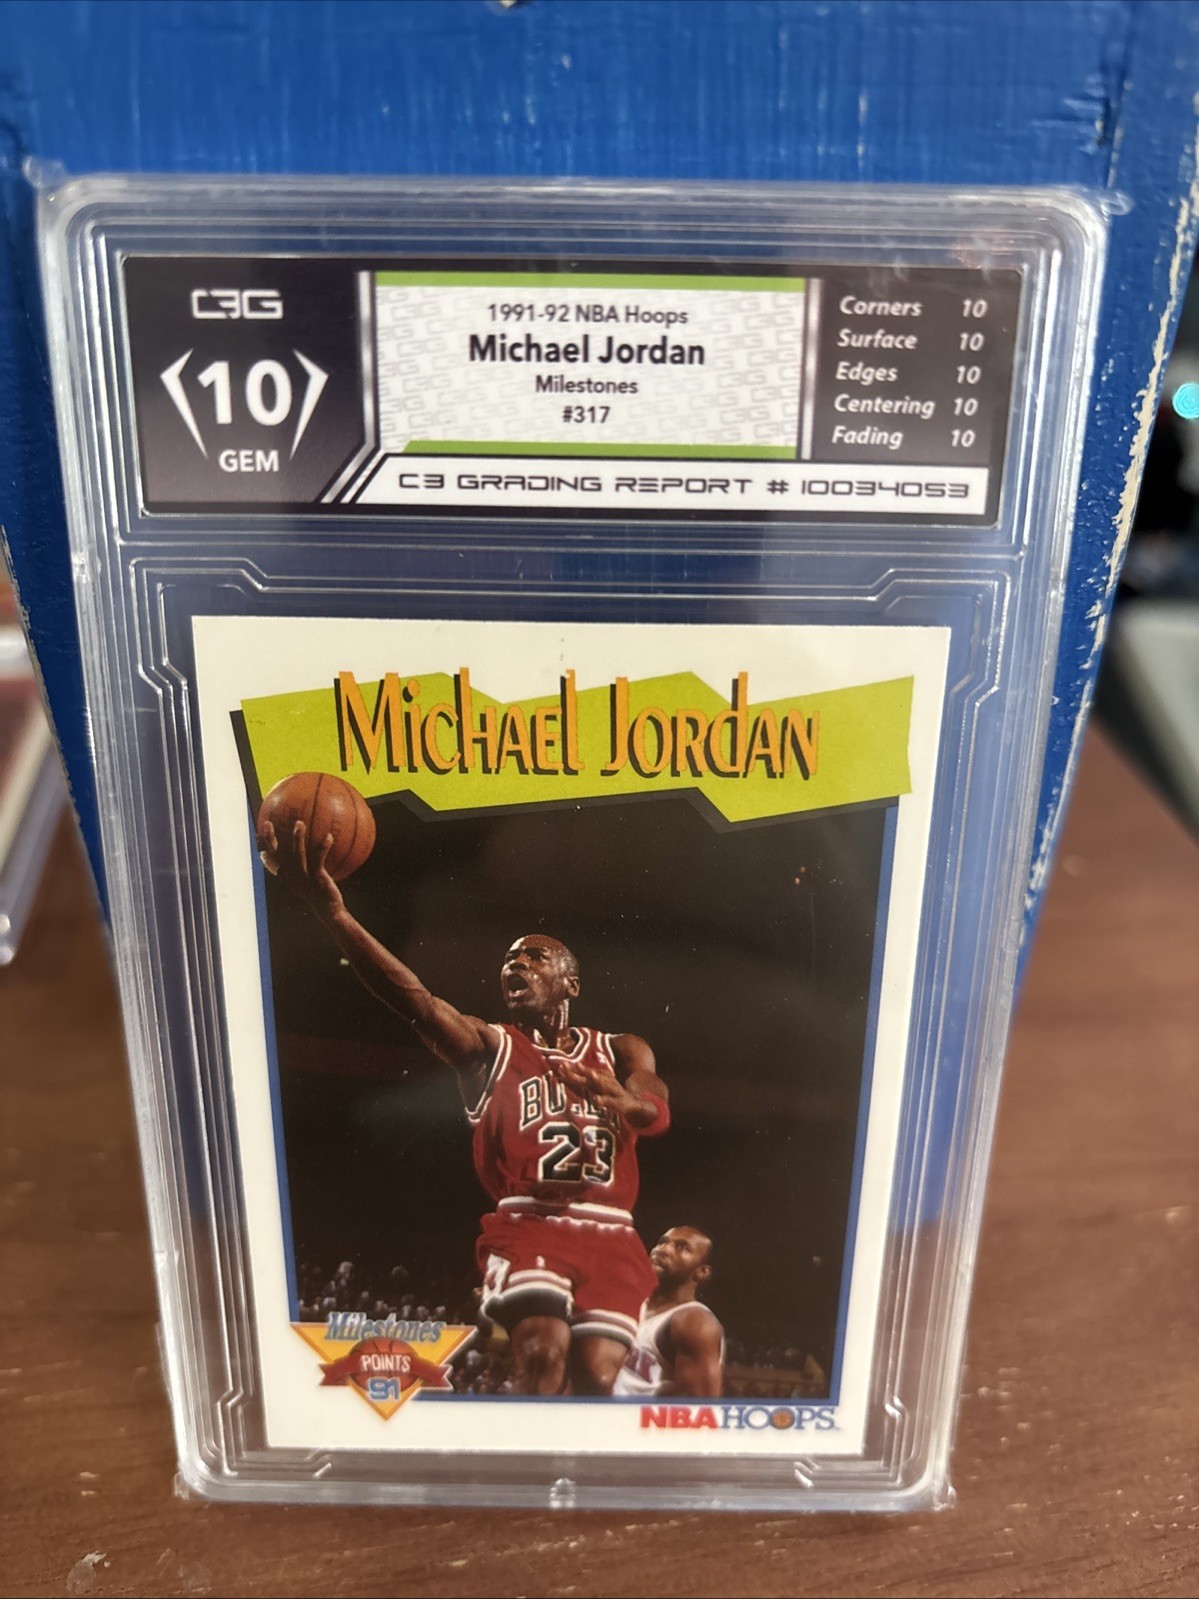 C3G
10
GEM
1991-92 NBA Hoops
Michael Jordan
Milestones
#317
Corners 10
Surface 10
Edges 10
Centering 10
Fading 10
C3 GRADING REPORT # 10034053
MICHAEL JORDAN
23
Milestones
POINTS
91
NBA HOOPS